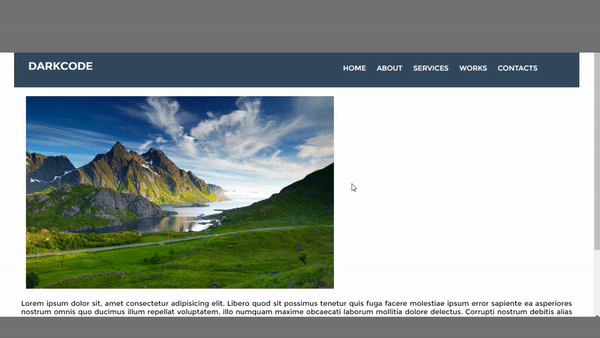 DARKCODE
HOME ABOUT SERVICES WORKS CONTACTS
Lorem ipsum dolor sit, amet consectetur adipisicing elit. Libero quod sit possimus tenetur quis fuga facere molestiae ipsum error sapiente ea asperiores
nostrum omnis quo ducimus illum repellat voluptatem, illo numquam maxime obcaecati laborum mollitia dolore delectus. Corrupti nostrum debitis alias